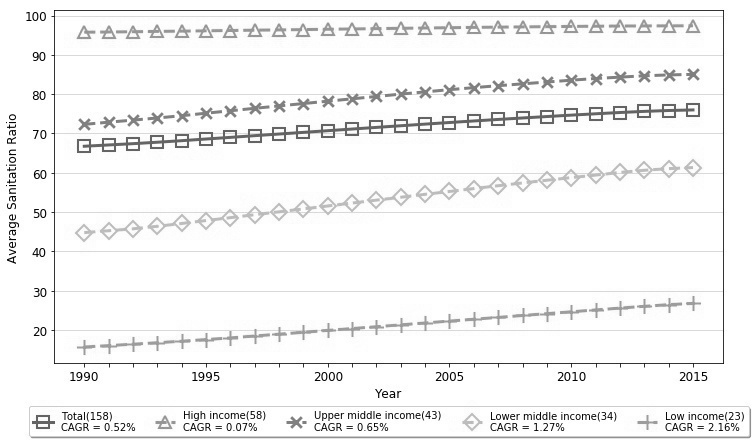 100
90
80
70
60
50
40
30
20
Average Sanitation Ratio
1990 1995 2000 2005 2010 2015
Year
Total(158) High income(58) Upper middle income(43) Lower middle income(34) Low income(23)
CAGR = 0.52% CAGR = 0.07% CAGR = 0.65% CAGR = 1.27% CAGR = 2.16%